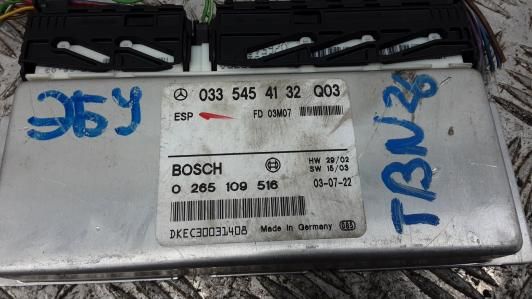 033 545 41 32 Q03
ESP FD 03M07
BOSCH HW 29/02
SW 15/03
0 265 109 516 03-07-22
DKEC30031408 Made in Germany
ЭБУ
TBN26